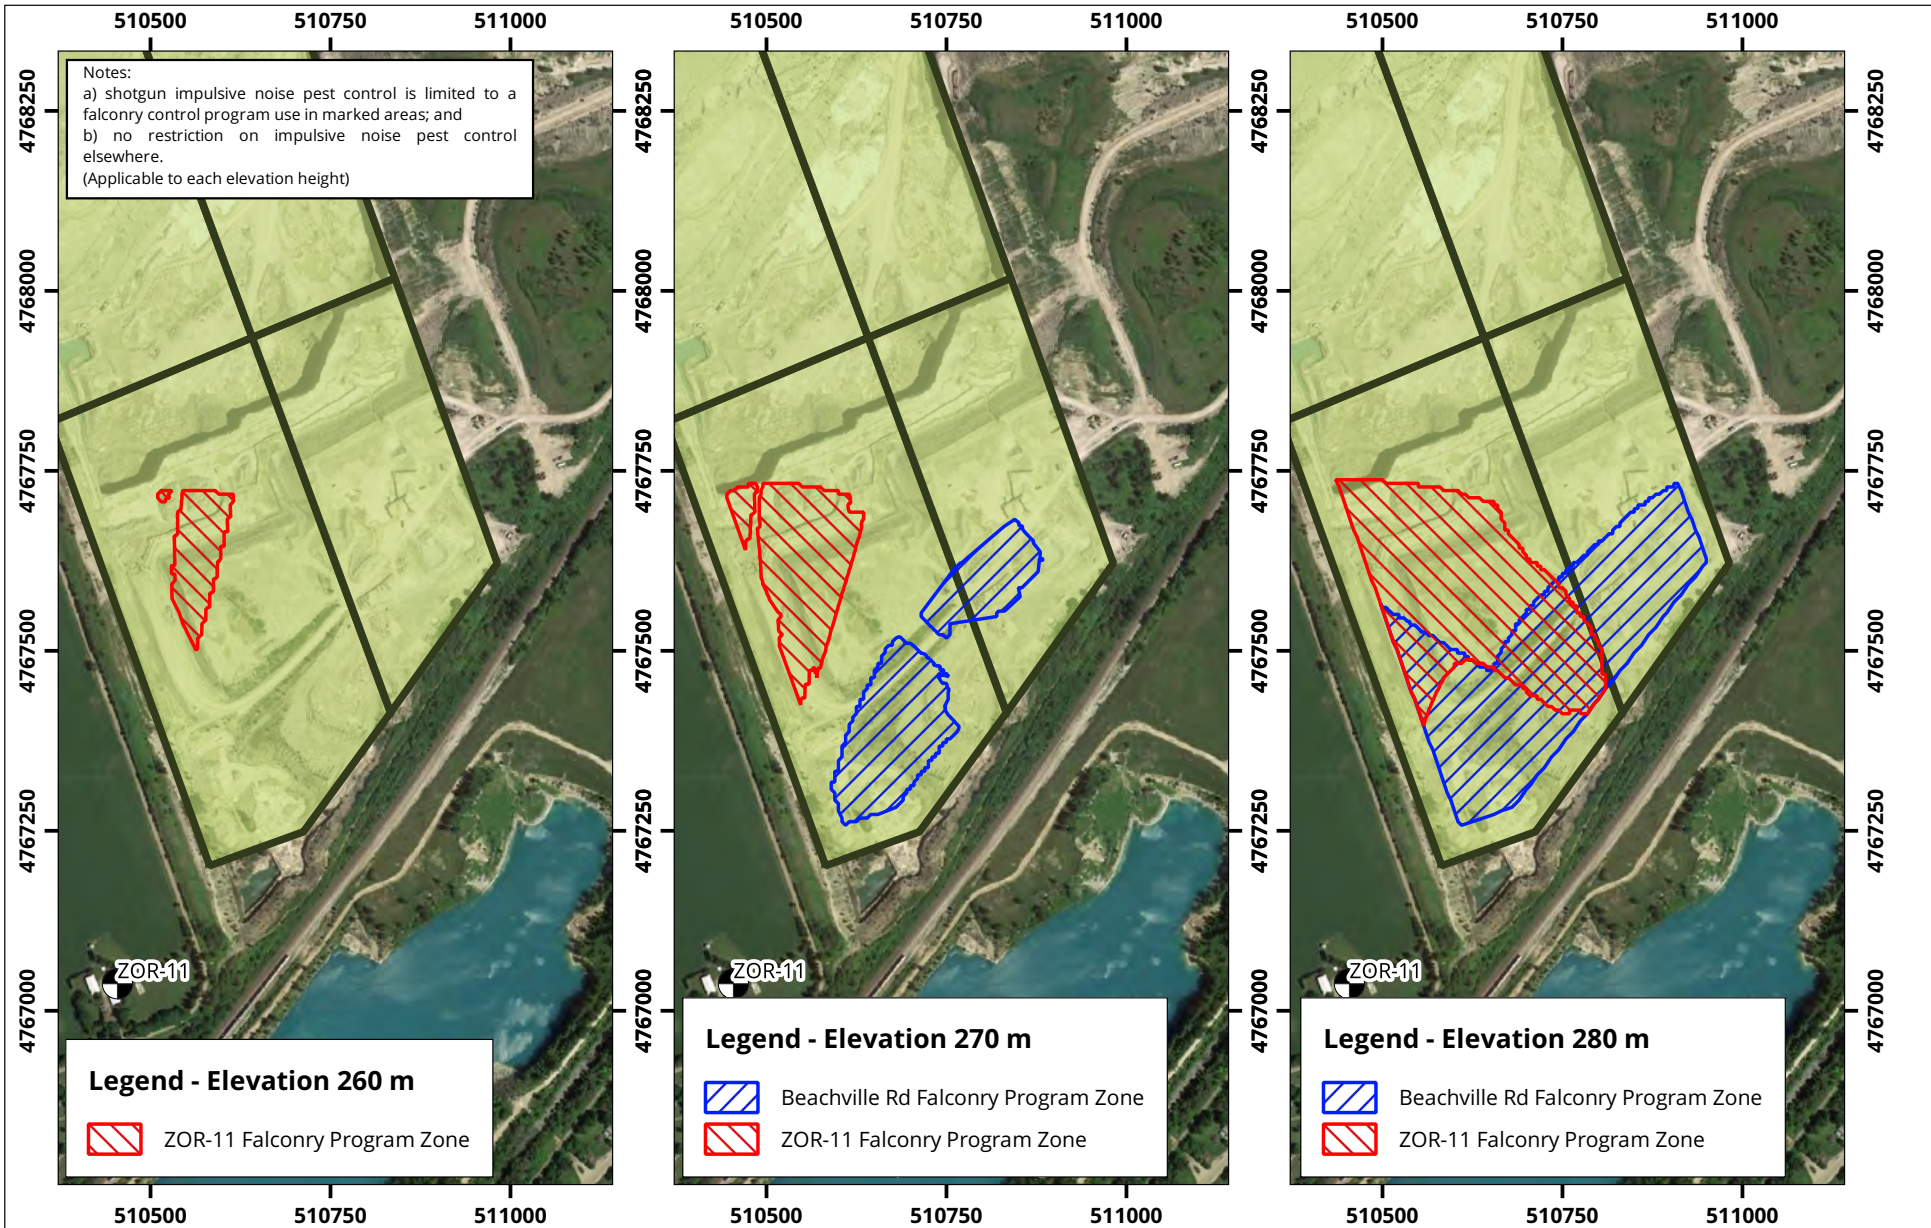 510500 510750 511000 510500 510750 511000 510500 510750 511000
Notes:
a) shotgun impulsive noise pest control is limited to a
falconry control program use in marked areas; and
b) no restriction on impulsive noise pest control
elsewhere.
(Applicable to each elevation height)
4768250 4768250 4768250 4768250
4768000 4768000 4768000 4768000
4767750 4767750 4767750 4767750
4767500 4767500 4767500 4767500
4767250 4767250 4767250 4767250
4767000 4767000 4767000 4767000
ZOR-11 ZOR-11 ZOR-11
Legend - Elevation 260 m
ZOR-11 Falconry Program Zone
Legend - Elevation 270 m
Beachville Rd Falconry Program Zone
ZOR-11 Falconry Program Zone
Legend - Elevation 280 m
Beachville Rd Falconry Program Zone
ZOR-11 Falconry Program Zone
510500 510750 511000 510500 510750 511000 510500 510750 511000